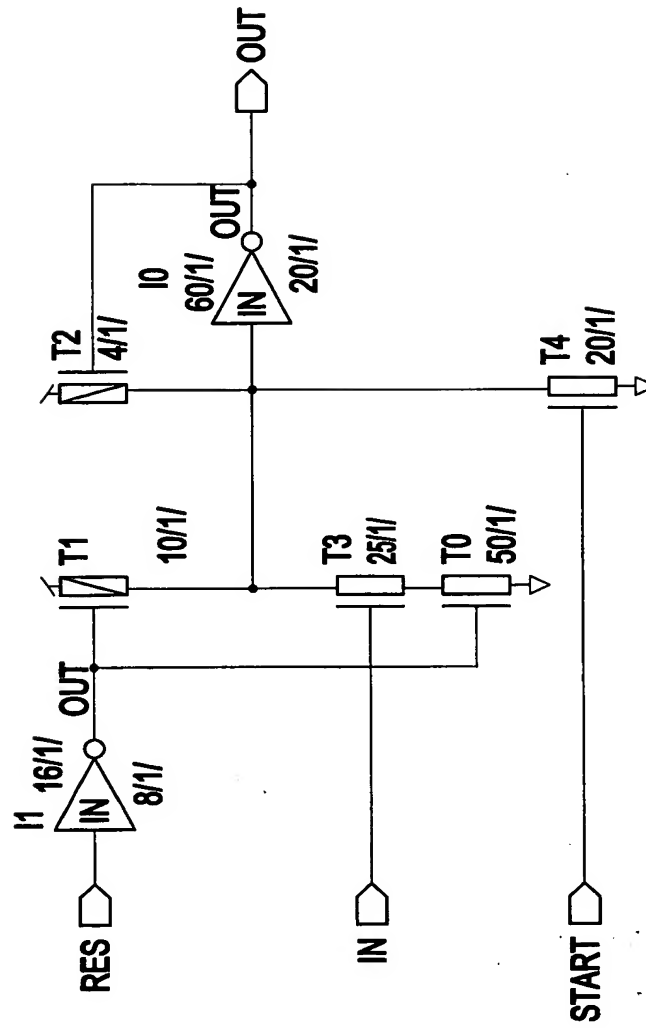 RES
I1
16/1/
IN
8/1/
OUT
T1
10/1/
T2
4/1/
I0
60/1/
IN
20/1/
OUT
OUT
IN
T3
25/1/
T0
50/1/
START
T4
20/1/